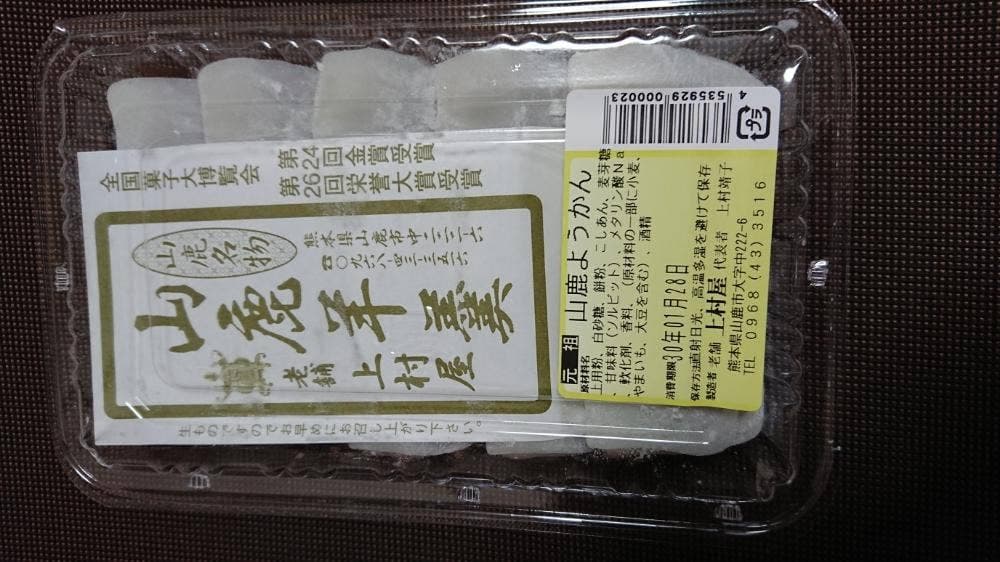 全国菓子大博覧会
第24回金賞受賞
第26回栄誉大賞受賞
山鹿名物
熊本県山鹿市中二二二ー六
☎〇九六八ー四三ー三五一六
山鹿羊羹
老舗 上村屋
生ものですのでお早めにお召し上がり下さい。
4 535929 000023
プラ
元祖 山鹿ようかん
原材料名
上用粉、白砂糖、餅粉、こしあん、麦芽糖
、甘味料(ソルビット)、メタリン酸Na
、軟化剤、香料、(原材料の一部に小麦、
やまいも、大豆を含む)、酒精
消費期限30年01月28日
保存方法直射日光、高温多湿を避けて保存
製造者 老舗 上村屋 代表者 上村靖子
熊本県山鹿市大字中222-6
TEL 0968(43)3516